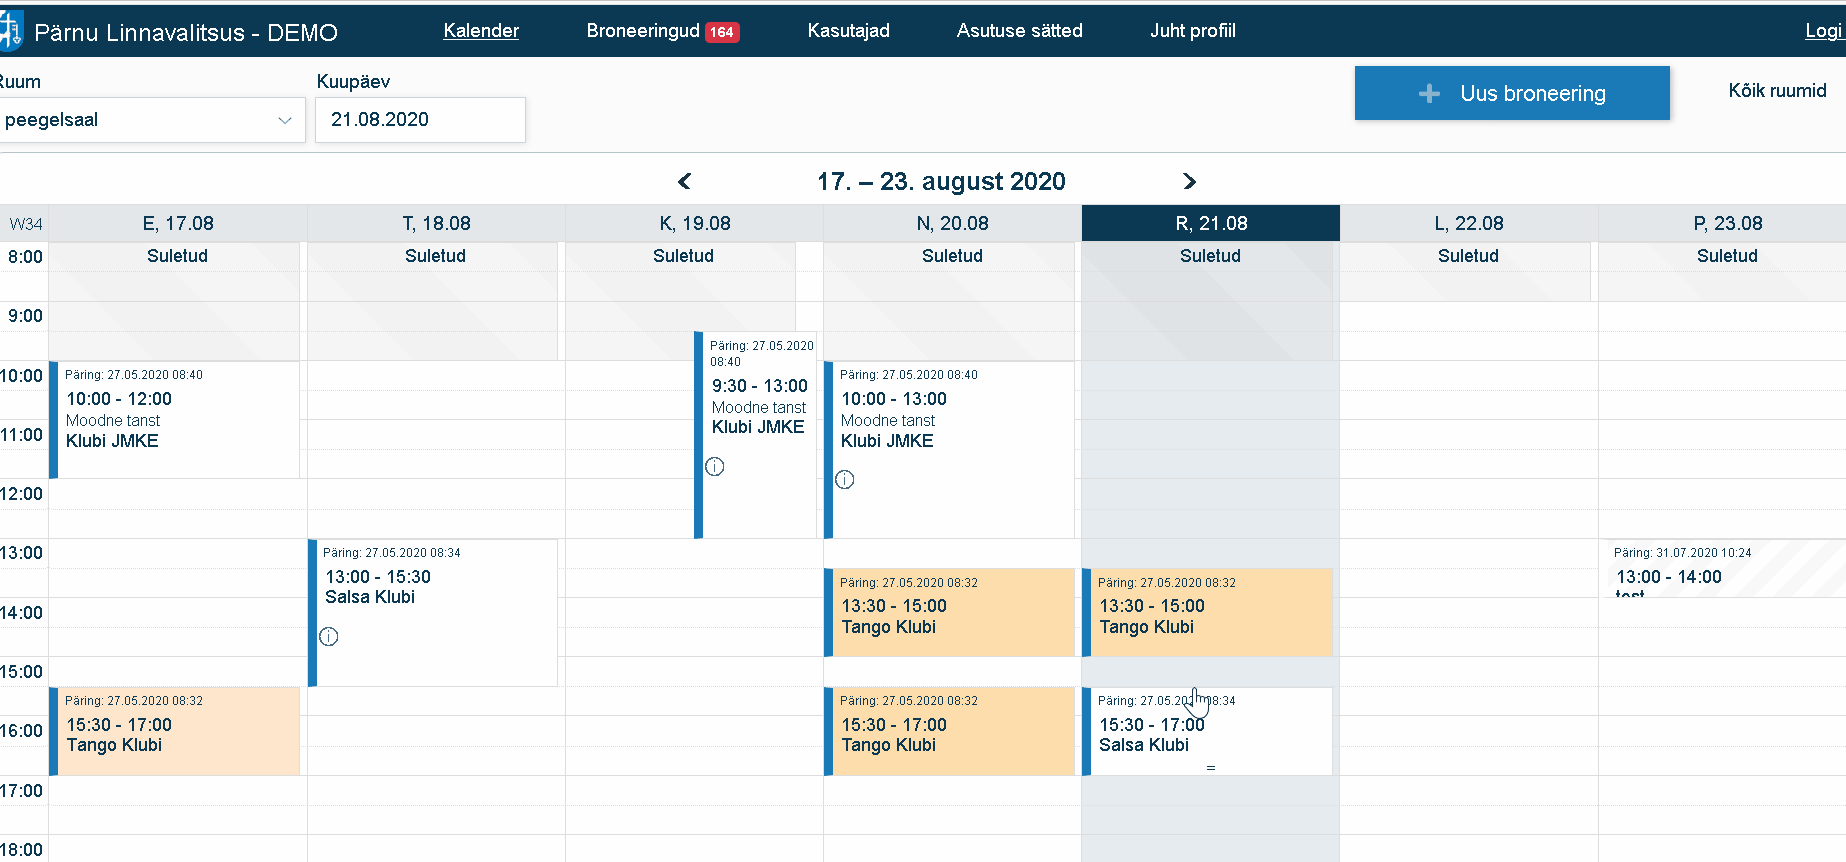 Pärnu Linnavalitsus - DEMO
Kalender
Broneeringud 164
Kasutajad
Asutuse sätted
Juht profiil
Logi
Ruum
Kuupäev
peegelsaal
21.08.2020
Uus broneering
Kõik ruumid
17. – 23. august 2020
W34
E, 17.08
T, 18.08
K, 19.08
N, 20.08
R, 21.08
L, 22.08
P, 23.08
8:00
Suletud
Suletud
Suletud
Suletud
Suletud
Suletud
Suletud
9:00
Päring: 27.05.2020
08:40
9:30 - 13:00
Moodne tanst
Klubi JMKE
10:00
Päring: 27.05.2020 08:40
10:00 - 12:00
Moodne tanst
Klubi JMKE
Päring: 27.05.2020 08:40
10:00 - 13:00
Moodne tanst
Klubi JMKE
11:00
12:00
13:00
Päring: 27.05.2020 08:34
13:00 - 15:30
Salsa Klubi
Päring: 31.07.2020 10:24
13:00 - 14:00
test
Päring: 27.05.2020 08:32
13:30 - 15:00
Tango Klubi
Päring: 27.05.2020 08:32
13:30 - 15:00
Tango Klubi
14:00
15:00
Päring: 27.05.2020 08:32
15:30 - 17:00
Tango Klubi
Päring: 27.05.2020 08:32
15:30 - 17:00
Tango Klubi
Päring: 27.05.2020 08:34
15:30 - 17:00
Salsa Klubi
=
16:00
17:00
18:00